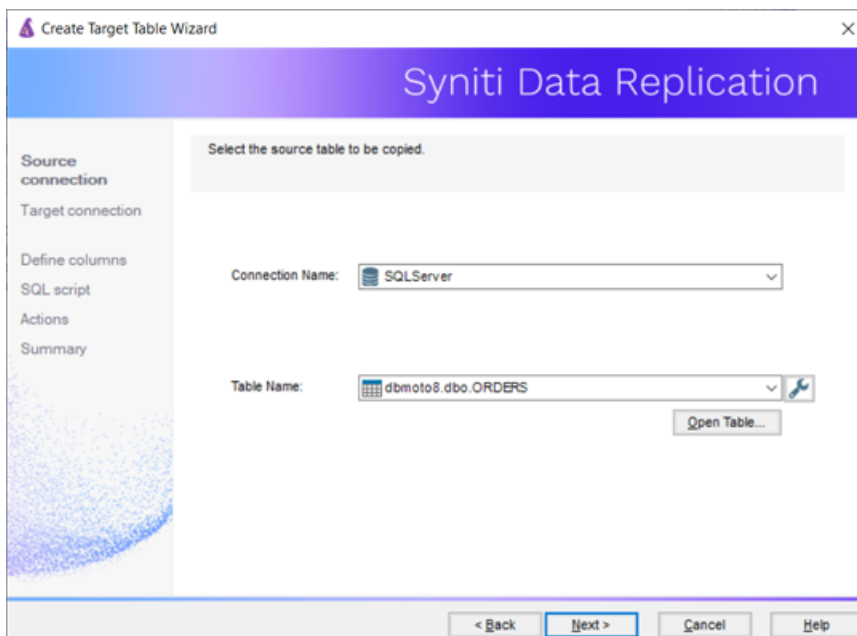 Create Target Table Wizard
Syniti Data Replication
Source
connection
Target connection
Define columns
SQL script
Actions
Summary
Select the source table to be copied.
Connection Name: SQLServer
Table Name: dbmoto8.dbo.ORDERS
Open Table...
< Back Next > Cancel Help